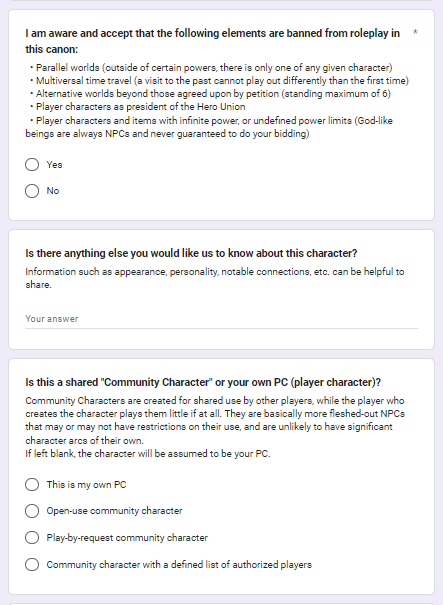 I am aware and accept that the following elements are banned from roleplay in *
this canon:
• Parallel worlds (outside of certain powers, there is only one of any given character)
• Multiversal time travel (a visit to the past cannot play out differently than the first time)
• Alternative worlds beyond those agreed upon by petition (standing maximum of 6)
• Player characters as president of the Hero Union
• Player characters and items with infinite power, or undefined power limits (God-like
beings are always NPCs and never guaranteed to do your bidding)
Yes
No
Is there anything else you would like us to know about this character?
Information such as appearance, personality, notable connections, etc. can be helpful to
share.
Your answer
Is this a shared "Community Character" or your own PC (player character)?
Community Characters are created for shared use by other players, while the player who
creates the character plays them little if at all. They are basically more fleshed-out NPCs
that may or may not have restrictions on their use, and are unlikely to have significant
character arcs of their own.
If left blank, the character will be assumed to be your PC.
This is my own PC
Open-use community character
Play-by-request community character
Community character with a defined list of authorized players